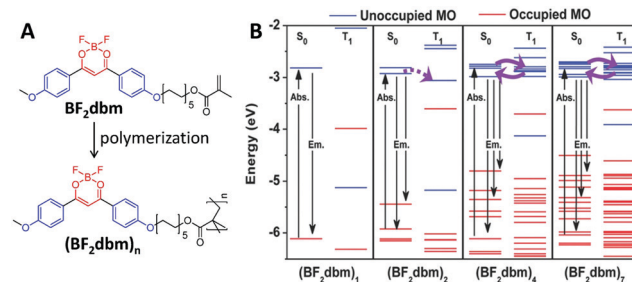 A
F F
B
O O
O O 5 O
BF₂dbm
polymerization
F F
B
O O
n
O O 5 O
(BF₂dbm)n
B
Unoccupied MO Occupied MO
S₀ T₁ S₀ T₁ S₀ T₁ S₀ T₁
Energy (eV)
-2
-3
-4
-5
-6
Abs. Em. Abs. Em. Abs. Em. Abs. Em.
(BF₂dbm)₁ (BF₂dbm)₂ (BF₂dbm)₄ (BF₂dbm)₇